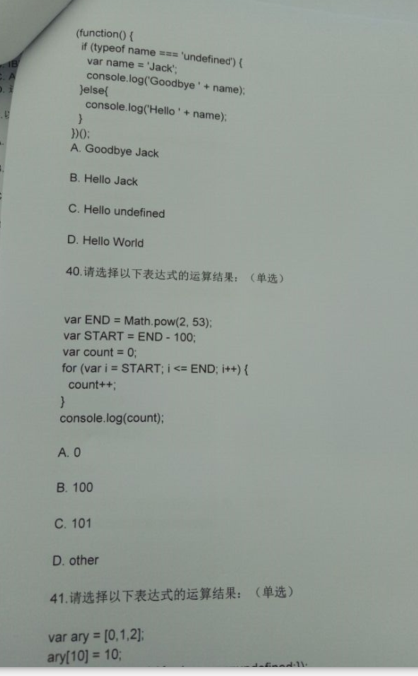 (function() {
if (typeof name === 'undefined') {
var name = 'Jack';
console.log('Goodbye ' + name);
}else{
console.log('Hello ' + name);
}
})();
A. Goodbye Jack
B. Hello Jack
C. Hello undefined
D. Hello World
40.请选择以下表达式的运算结果：（单选）
var END = Math.pow(2, 53);
var START = END - 100;
var count = 0;
for (var i = START; i <= END; i++) {
count++;
}
console.log(count);
A. 0
B. 100
C. 101
D. other
41.请选择以下表达式的运算结果：（单选）
var ary = [0,1,2];
ary[10] = 10;